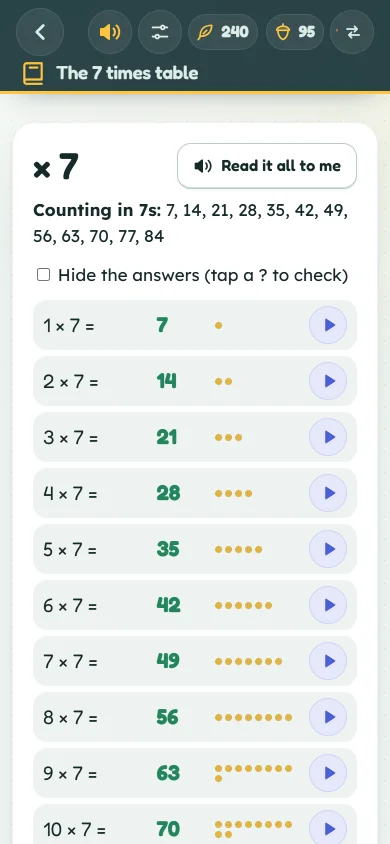 240
95
The 7 times table
× 7
Read it all to me
Counting in 7s: 7, 14, 21, 28, 35, 42, 49,
56, 63, 70, 77, 84
Hide the answers (tap a ? to check)
1 × 7 = 7
2 × 7 = 14
3 × 7 = 21
4 × 7 = 28
5 × 7 = 35
6 × 7 = 42
7 × 7 = 49
8 × 7 = 56
9 × 7 = 63
10 × 7 = 70